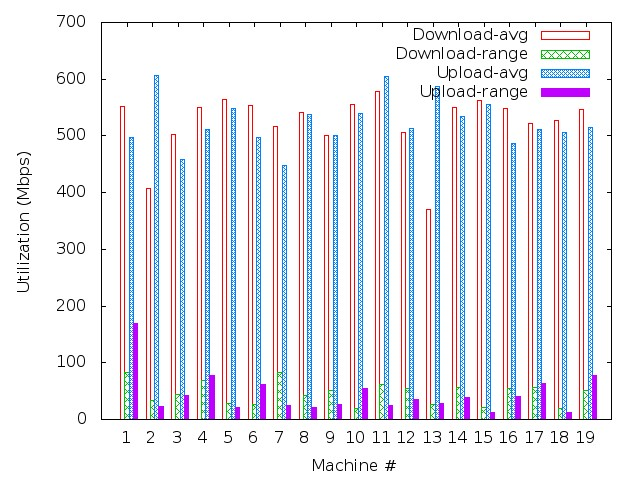 700
600
500
400
300
200
100
0
Utilization (Mbps)
Download-avg
Download-range
Upload-avg
Upload-range
1 2 3 4 5 6 7 8 9 10 11 12 13 14 15 16 17 18 19
Machine #